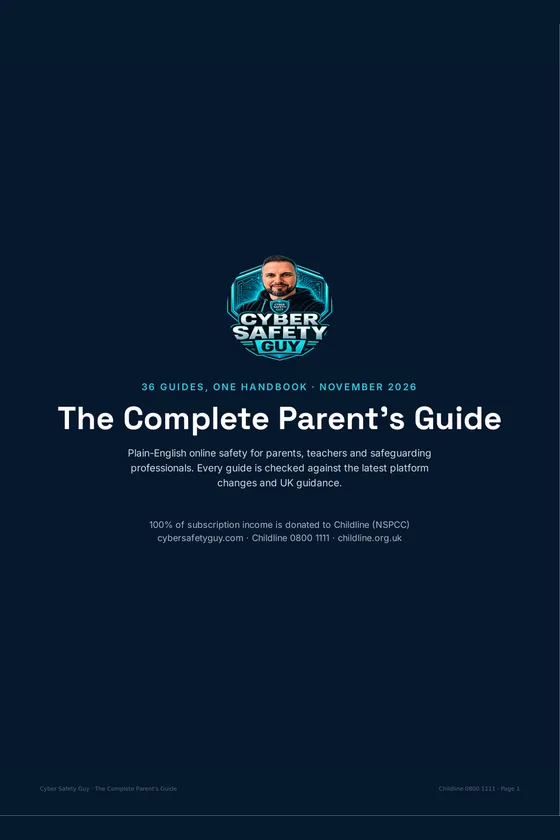 CYBER
SAFETY
GUY
36 GUIDES, ONE HANDBOOK · NOVEMBER 2026
The Complete Parent’s Guide
Plain-English online safety for parents, teachers and safeguarding
professionals. Every guide is checked against the latest platform
changes and UK guidance.
100% of subscription income is donated to Childline (NSPCC)
cybersafetyguy.com · Childline 0800 1111 · childline.org.uk
Cyber Safety Guy · The Complete Parent's Guide
Childline 0800 1111 · Page 1